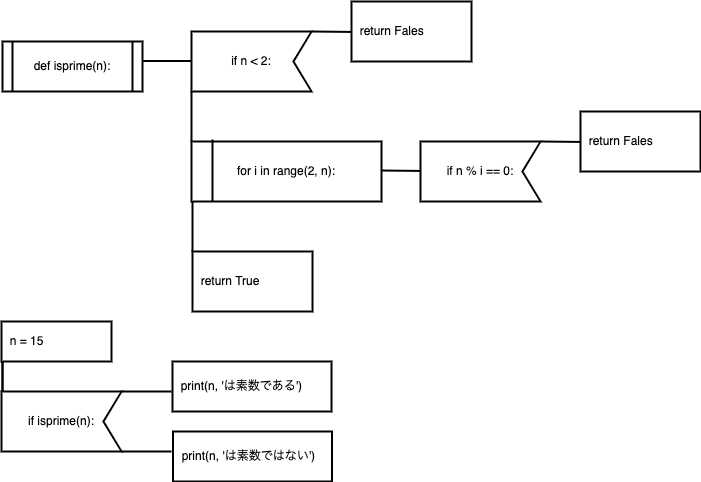 def isprime(n):
if n < 2:
return Fales
for i in range(2, n):
if n % i == 0:
return Fales
return True
n = 15
if isprime(n):
print(n, 'は素数である')
print(n, 'は素数ではない')